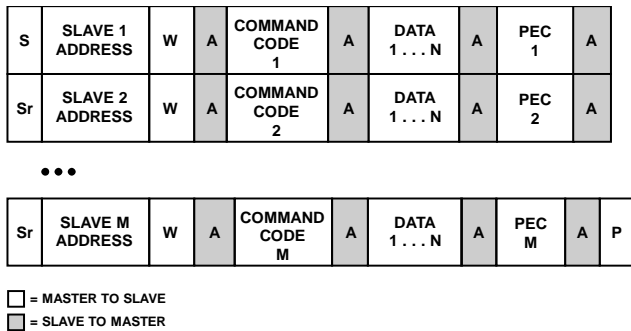 S SLAVE 1 ADDRESS W A COMMAND CODE 1 A DATA 1 . . . N A PEC 1 A
Sr SLAVE 2 ADDRESS W A COMMAND CODE 2 A DATA 1 . . . N A PEC 2 A
•••
Sr SLAVE M ADDRESS W A COMMAND CODE M A DATA 1 . . . N A PEC M A P
= MASTER TO SLAVE
= SLAVE TO MASTER